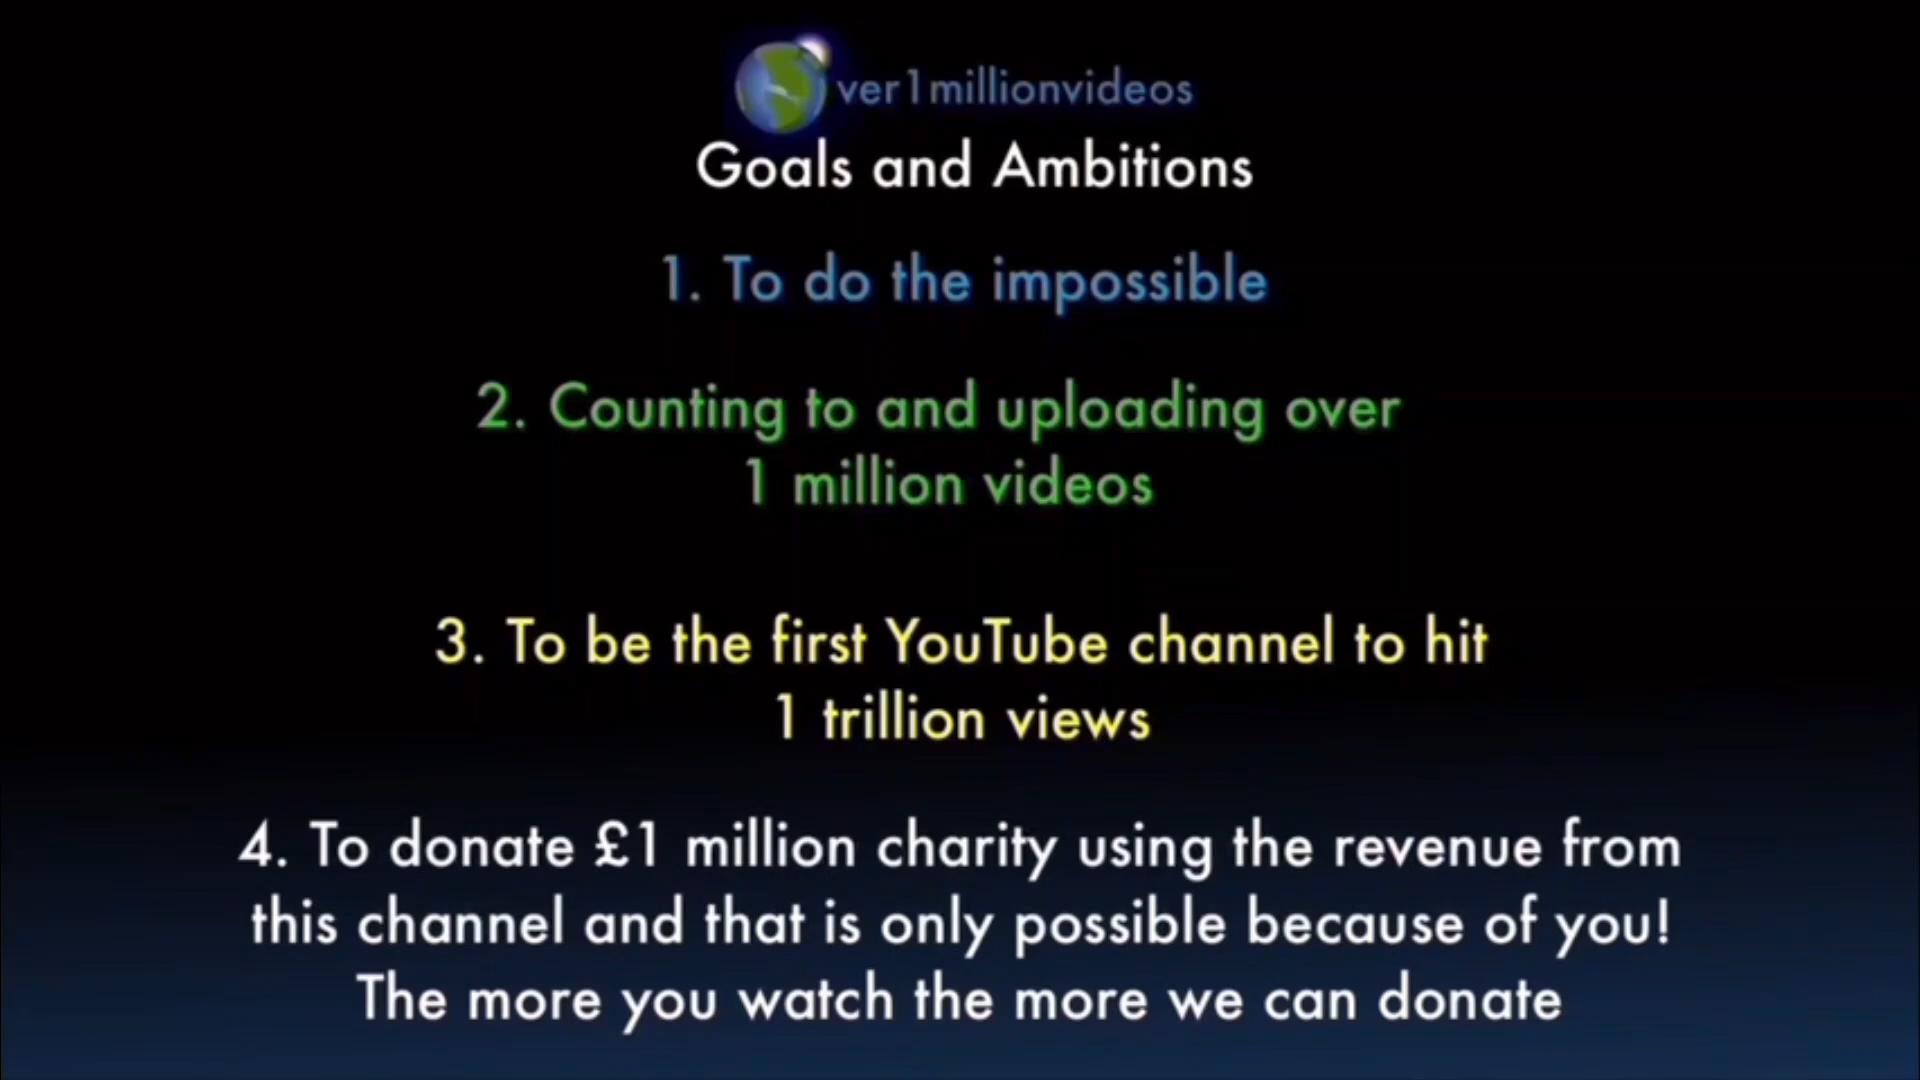 ver1millionvideos
Goals and Ambitions
1. To do the impossible
2. Counting to and uploading over
1 million videos
3. To be the first YouTube channel to hit
1 trillion views
4. To donate £1 million charity using the revenue from
this channel and that is only possible because of you!
The more you watch the more we can donate